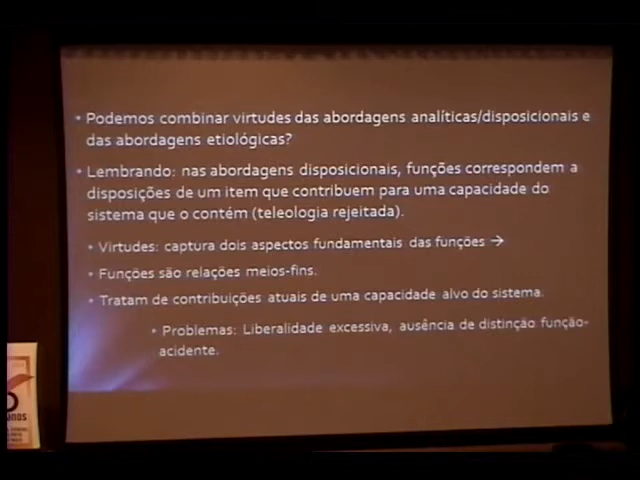 • Podemos combinar virtudes das abordagens analíticas/disposicionais e
das abordagens etiológicas?
• Lembrando: nas abordagens disposicionais, funções correspondem a
disposições de um item que contribuem para uma capacidade do
sistema que o contém (teleologia rejeitada).
• Virtudes: captura dois aspectos fundamentais das funções →
• Funções são relações meios-fins.
• Tratam de contribuições atuais de uma capacidade alvo do sistema.
• Problemas: Liberalidade excessiva, ausência de distinção função-
acidente.
anos